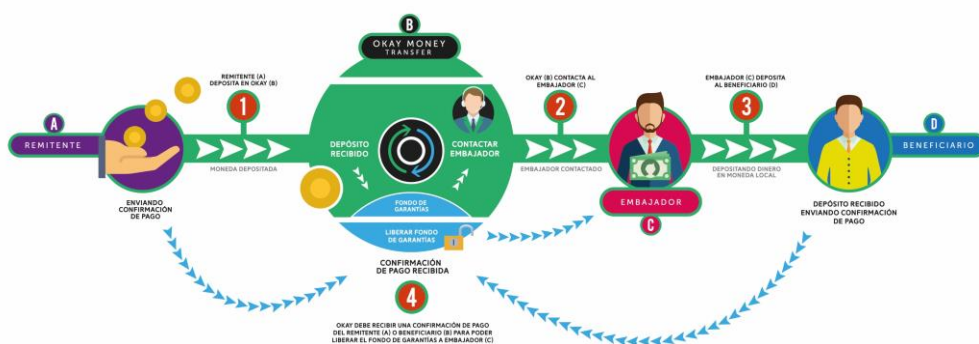 B
OKAY MONEY
TRANSFER
REMITENTE (A)
DEPOSITA EN OKAY (B)
1
OKAY (B) CONTACTA AL
EMBAJADOR (C)
2
EMBAJADOR (C) DEPOSITA
AL BENEFICIARIO (D)
3
A
REMITENTE
D
BENEFICIARIO
DEPÓSITO
RECIBIDO
CONTACTAR
EMBAJADOR
MONEDA DEPOSITADA
EMBAJADOR CONTACTADO
DEPOSITANDO DINERO
EN MONEDA LOCAL
ENVIANDO
CONFIRMACIÓN
DE PAGO
FONDO DE
GARANTÍAS
EMBAJADOR
C
DEPÓSITO RECIBIDO
ENVIANDO CONFIRMACIÓN
DE PAGO
LIBERAR FONDO
DE GARANTÍAS
CONFIRMACIÓN
DE PAGO RECIBIDA
4
OKAY DEBE RECIBIR UNA CONFIRMACIÓN DE PAGO
DEL REMITENTE (A) O BENEFICIARIO (B) PARA PODER
LIBERAR EL FONDO DE GARANTÍAS A EMBAJADOR (C)